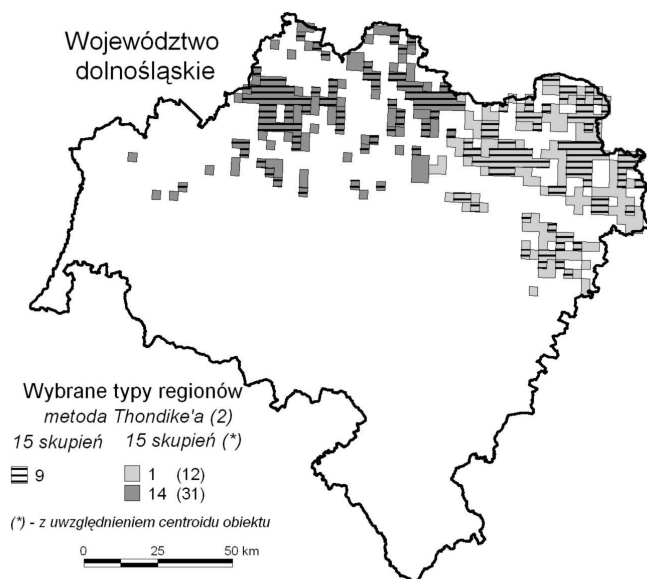 Województwo
dolnośląskie
Wybrane typy regionów
metoda Thondike'a (2)
15 skupień 15 skupień (*)
9 1 (12)
14 (31)
(*) - z uwzględnieniem centroidu obiektu
0 25 50 km